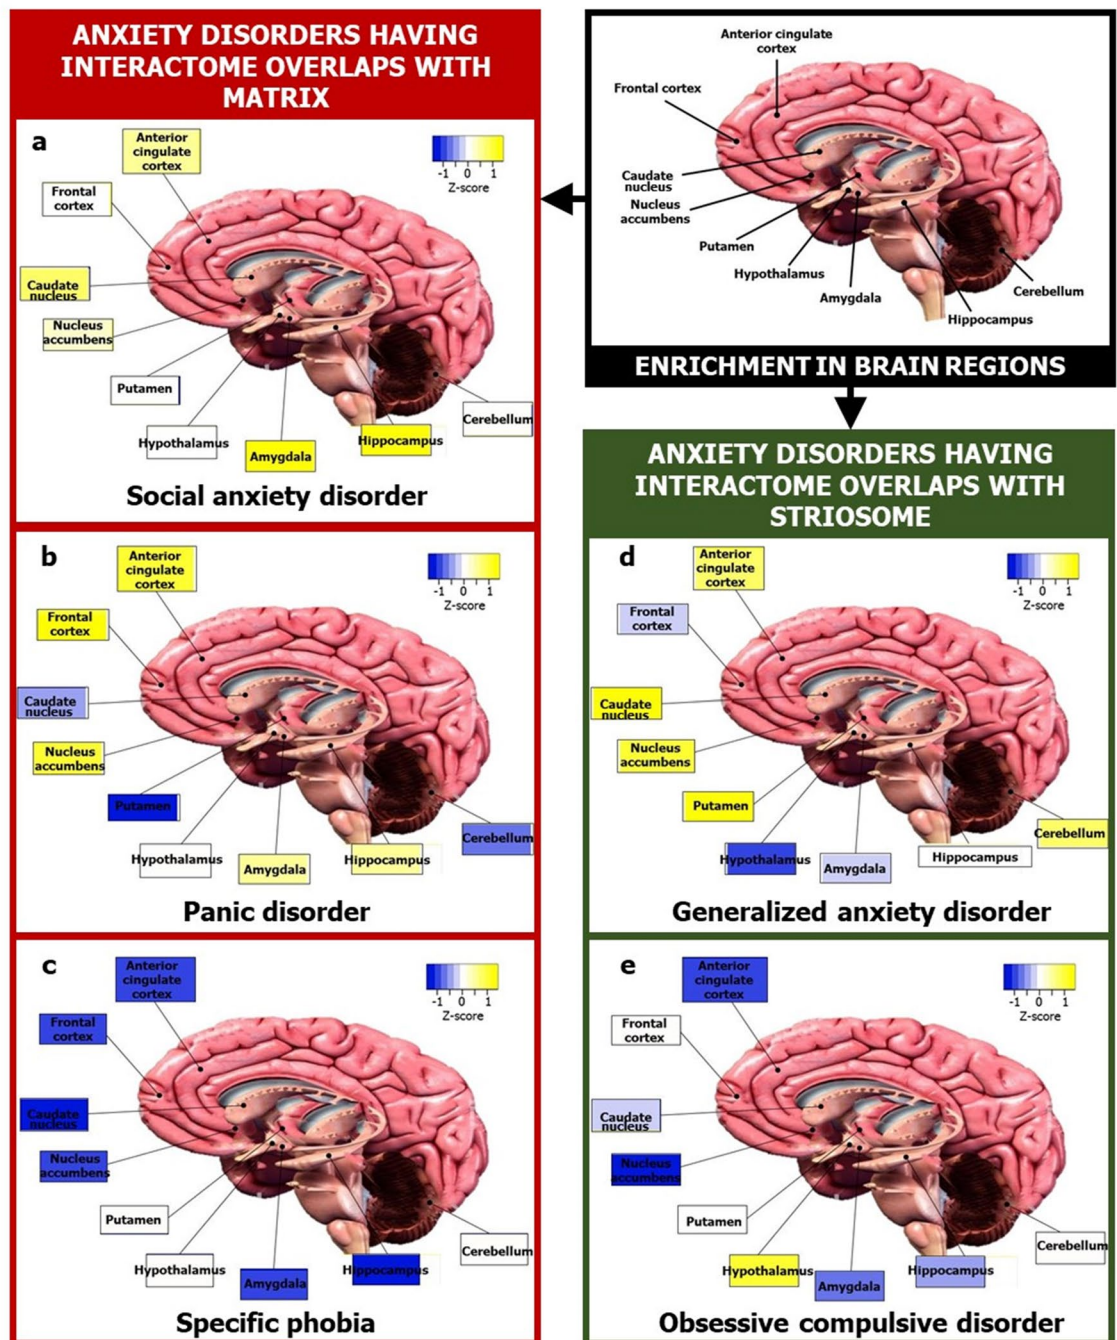 ANXIETY DISORDERS HAVING
INTERACTOME OVERLAPS WITH
MATRIX
a
Anterior
cingulate
cortex
-1 0 1
Z-score
Frontal
cortex
Caudate
nucleus
Nucleus
accumbens
Putamen
Hypothalamus
Amygdala
Hippocampus
Cerebellum
Social anxiety disorder
b
Anterior
cingulate
cortex
-1 0 1
Z-score
Frontal
cortex
Caudate
nucleus
Nucleus
accumbens
Putamen
Hypothalamus
Amygdala
Hippocampus
Cerebellum
Panic disorder
c
Anterior
cingulate
cortex
-1 0 1
Z-score
Frontal
cortex
Caudate
nucleus
Nucleus
accumbens
Putamen
Hypothalamus
Amygdala
Hippocampus
Cerebellum
Specific phobia
Anterior cingulate
cortex
Frontal cortex
Caudate
nucleus
Nucleus
accumbens
Putamen
Hypothalamus
Amygdala
Hippocampus
Cerebellum
ENRICHMENT IN BRAIN REGIONS
ANXIETY DISORDERS HAVING
INTERACTOME OVERLAPS WITH
STRIOSOME
d
Anterior
cingulate
cortex
-1 0 1
Z-score
Frontal
cortex
Caudate
nucleus
Nucleus
accumbens
Putamen
Hypothalamus
Amygdala
Hippocampus
Cerebellum
Generalized anxiety disorder
e
Anterior
cingulate
cortex
-1 0 1
Z-score
Frontal
cortex
Caudate
nucleus
Nucleus
accumbens
Putamen
Hypothalamus
Amygdala
Hippocampus
Cerebellum
Obsessive compulsive disorder